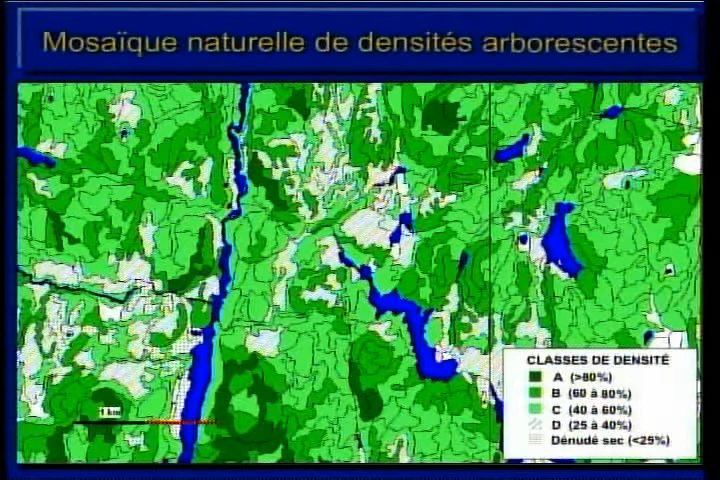 Mosaïque naturelle de densités arborescentes
1 km
CLASSES DE DENSITÉ
A (>80%)
B (60 à 80%)
C (40 à 60%)
D (25 à 40%)
Dénudé sec (<25%)